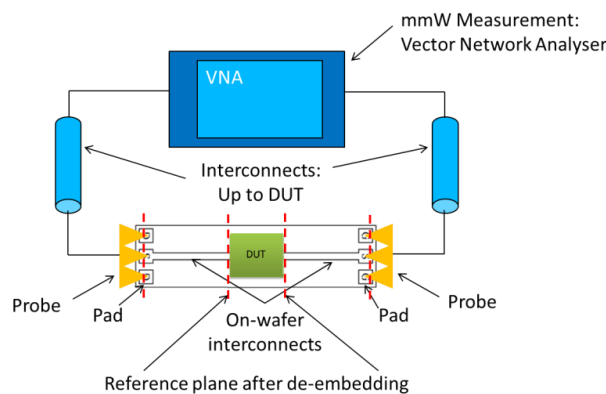 mmW Measurement:
Vector Network Analyser
VNA
Interconnects:
Up to DUT
G
G
S
DUT
S
G
G
Probe
Probe
Pad
Pad
On-wafer
interconnects
Reference plane after de-embedding